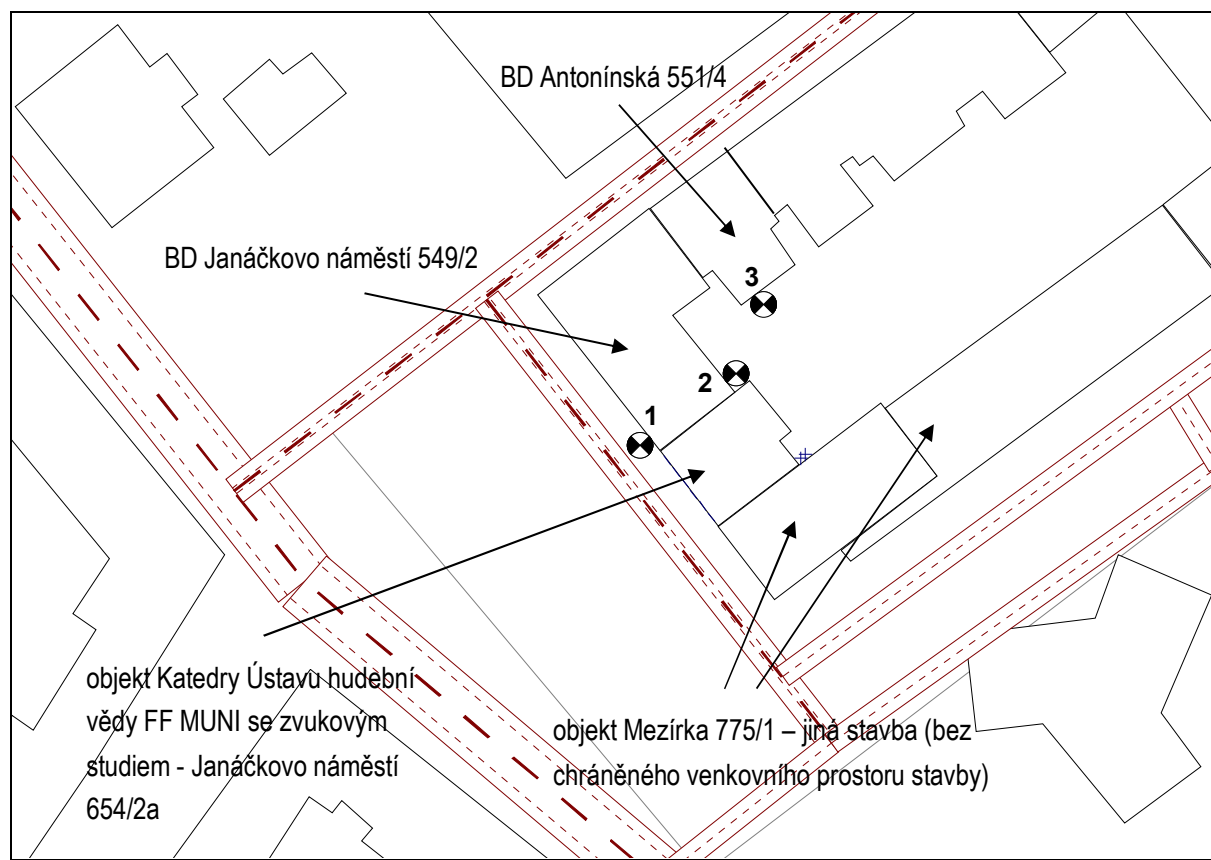 BD Antonínská 551/4
BD Janáčkovo náměstí 549/2
3
2
1
objekt Katedry Ústavu hudební
vědy FF MUNI se zvukovým
studiem - Janáčkovo náměstí
654/2a
objekt Mezírka 775/1 – jiná stavba (bez
chráněného venkovního prostoru stavby)